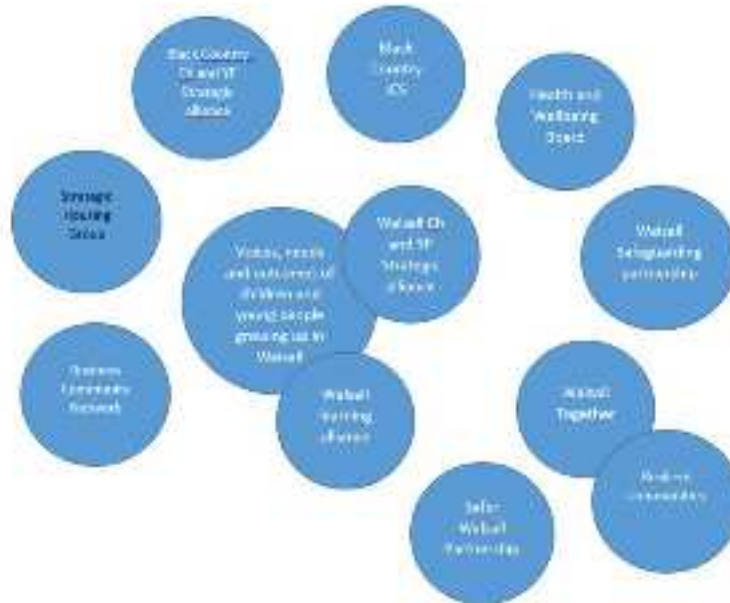 Black Country
Ch and YP
Strategic
alliance
Black
Country
ICS
Health and
Wellbeing
Board
Strategic
Housing
Group
Walsall Ch
and YP
Strategic
alliance
Walsall
Safeguarding
partnership
Voices, needs
and outcomes of
children and
young people
growing up in
Walsall
Business
Community
Network
Walsall
learning
alliance
Walsall
Together
Resilient
communities
Safer
Walsall
Partnership